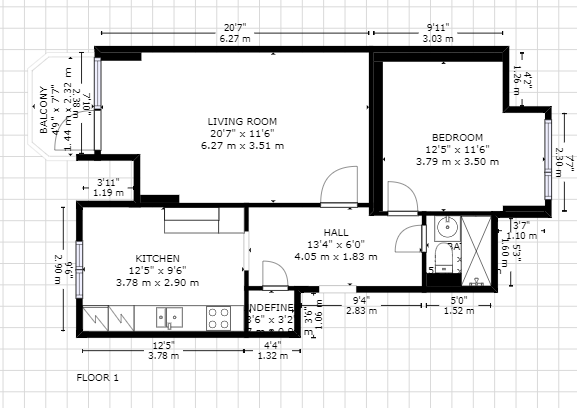 20'7"
6.27 m
9'11"
3.03 m
4'2"
1.26 m
BALCONY
4'9" x 7'7"
1.44 m x 2.32 m
7'10"
2.38 m
LIVING ROOM
20'7" x 11'6"
6.27 m x 3.51 m
BEDROOM
12'5" x 11'6"
3.79 m x 3.50 m
7'7"
2.30 m
3'11"
1.19 m
3'7"
1.10 m
HALL
13'4" x 6'0"
4.05 m x 1.83 m
5'3"
1.60 m
KITCHEN
12'5" x 9'6"
3.78 m x 2.90 m
9'6"
2.90 m
NDEFINE
3'6" x 3'2
3'6"
1.06 m
9'4"
2.83 m
5'0"
1.52 m
12'5"
3.78 m
4'4"
1.32 m
FLOOR 1